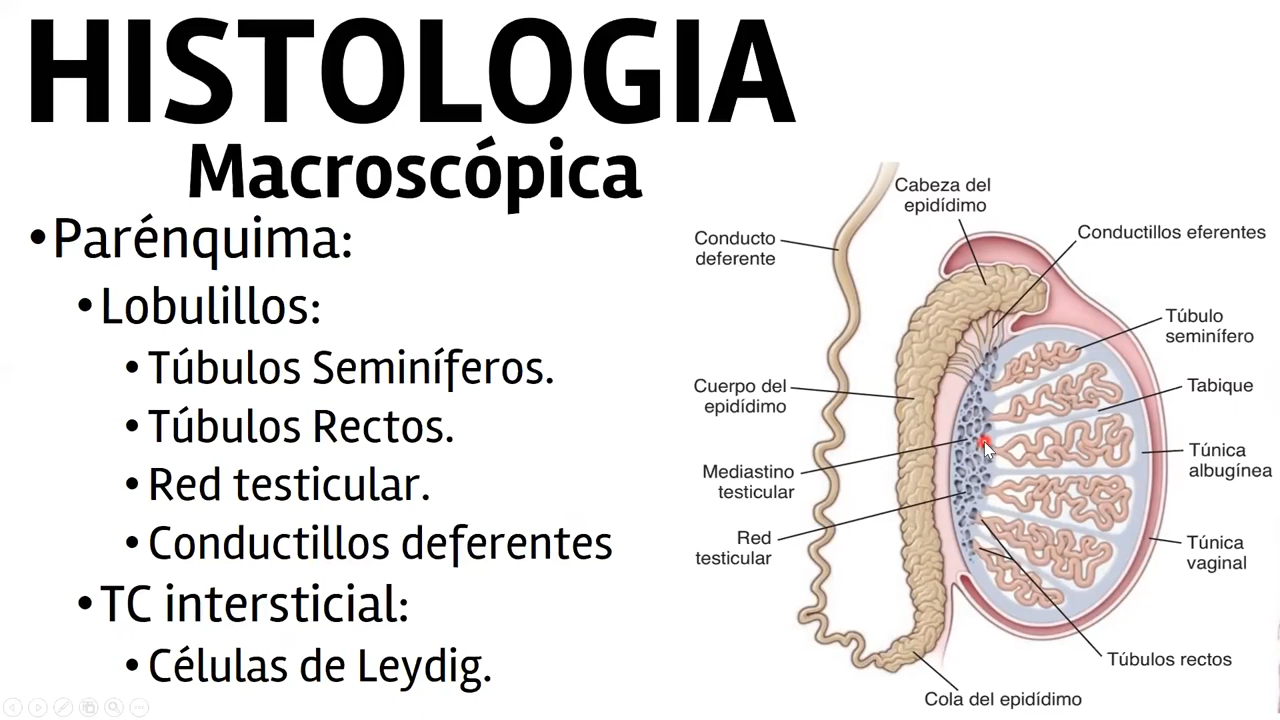 HISTOLOGIA
Macroscópica
•Parénquima:
•Lobulillos:
•Túbulos Seminíferos.
•Túbulos Rectos.
•Red testicular.
•Conductillos deferentes
•TC intersticial:
•Células de Leydig.
Cabeza del
epidídimo
Conducto
deferente
Conductillos eferentes
Túbulo
seminífero
Cuerpo del
epidídimo
Tabique
Túnica
albugínea
Mediastino
testicular
Red
testicular
Túnica
vaginal
Túbulos rectos
Cola del epidídimo